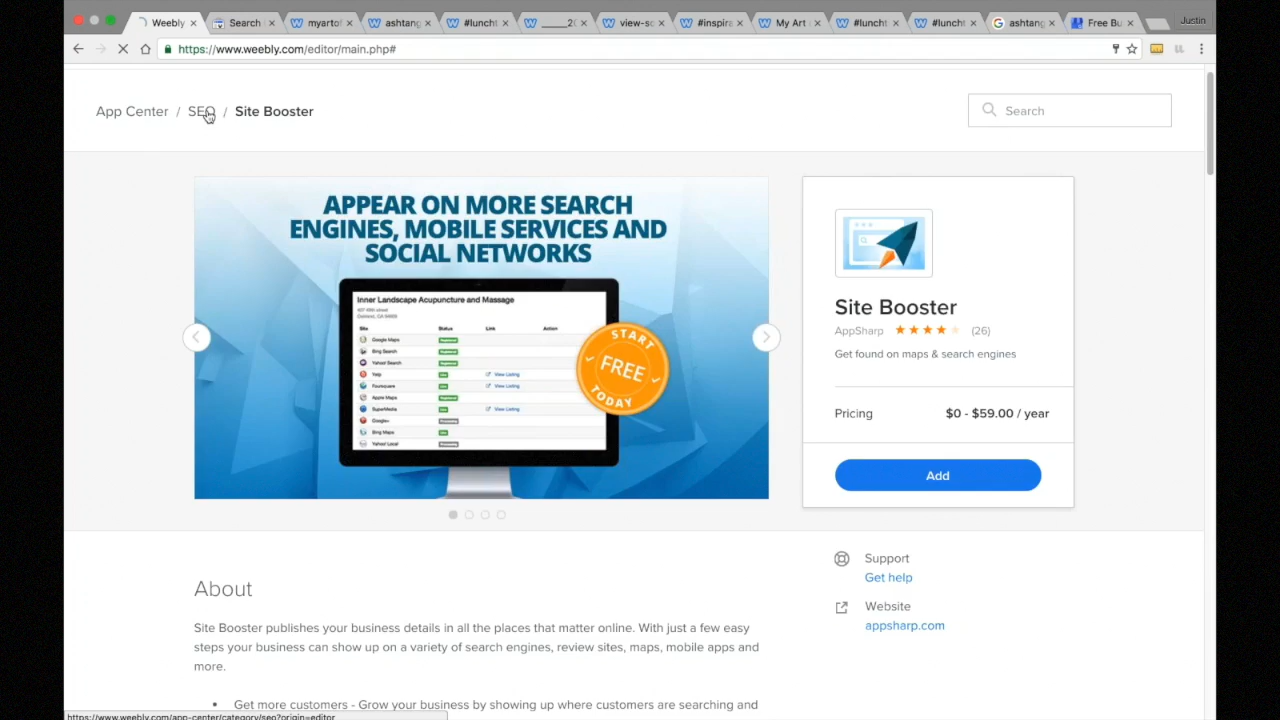 Weebly
Search
myartof
ashtang
#luncht
_____20
view-so
#inspira
My Art
#luncht
#luncht
ashtang
Free Bu
Justin
https://www.weebly.com/editor/main.php#
App Center / SEO / Site Booster
Search
APPEAR ON MORE SEARCH
ENGINES, MOBILE SERVICES AND
SOCIAL NETWORKS
Inner Landscape Acupuncture and Massage
Site Status Link Action
Google Maps
Bing Search
Yahoo Search
Yelp View Listing
Foursquare View Listing
Apple Maps
SuperMedia View Listing
Google+
Bing Maps
Yahoo Local
START
FREE
TODAY
Site Booster
AppSharp (26)
Get found on maps & search engines
Pricing $0 - $59.00 / year
Add
Support
Get help
Website
appsharp.com
About
Site Booster publishes your business details in all the places that matter online. With just a few easy
steps your business can show up on a variety of search engines, review sites, maps, mobile apps and
more.
Get more customers - Grow your business by showing up where customers are searching and
https://www.weebly.com/app-center/category/seo?origin=editor